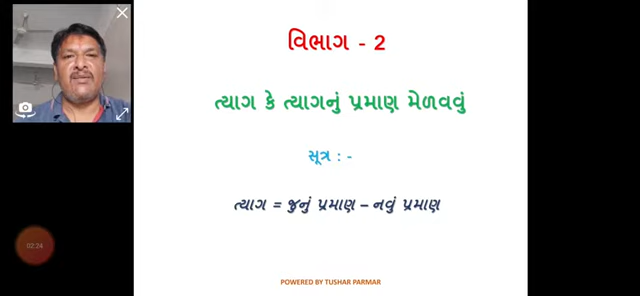 વિભાગ - 2
ત્યાગ કે ત્યાગનું પ્રમાણ મેળવવું
સૂત્ર : -
ત્યાગ = જુનું પ્રમાણ – નવું પ્રમાણ
02:24
POWERED BY TUSHAR PARMAR